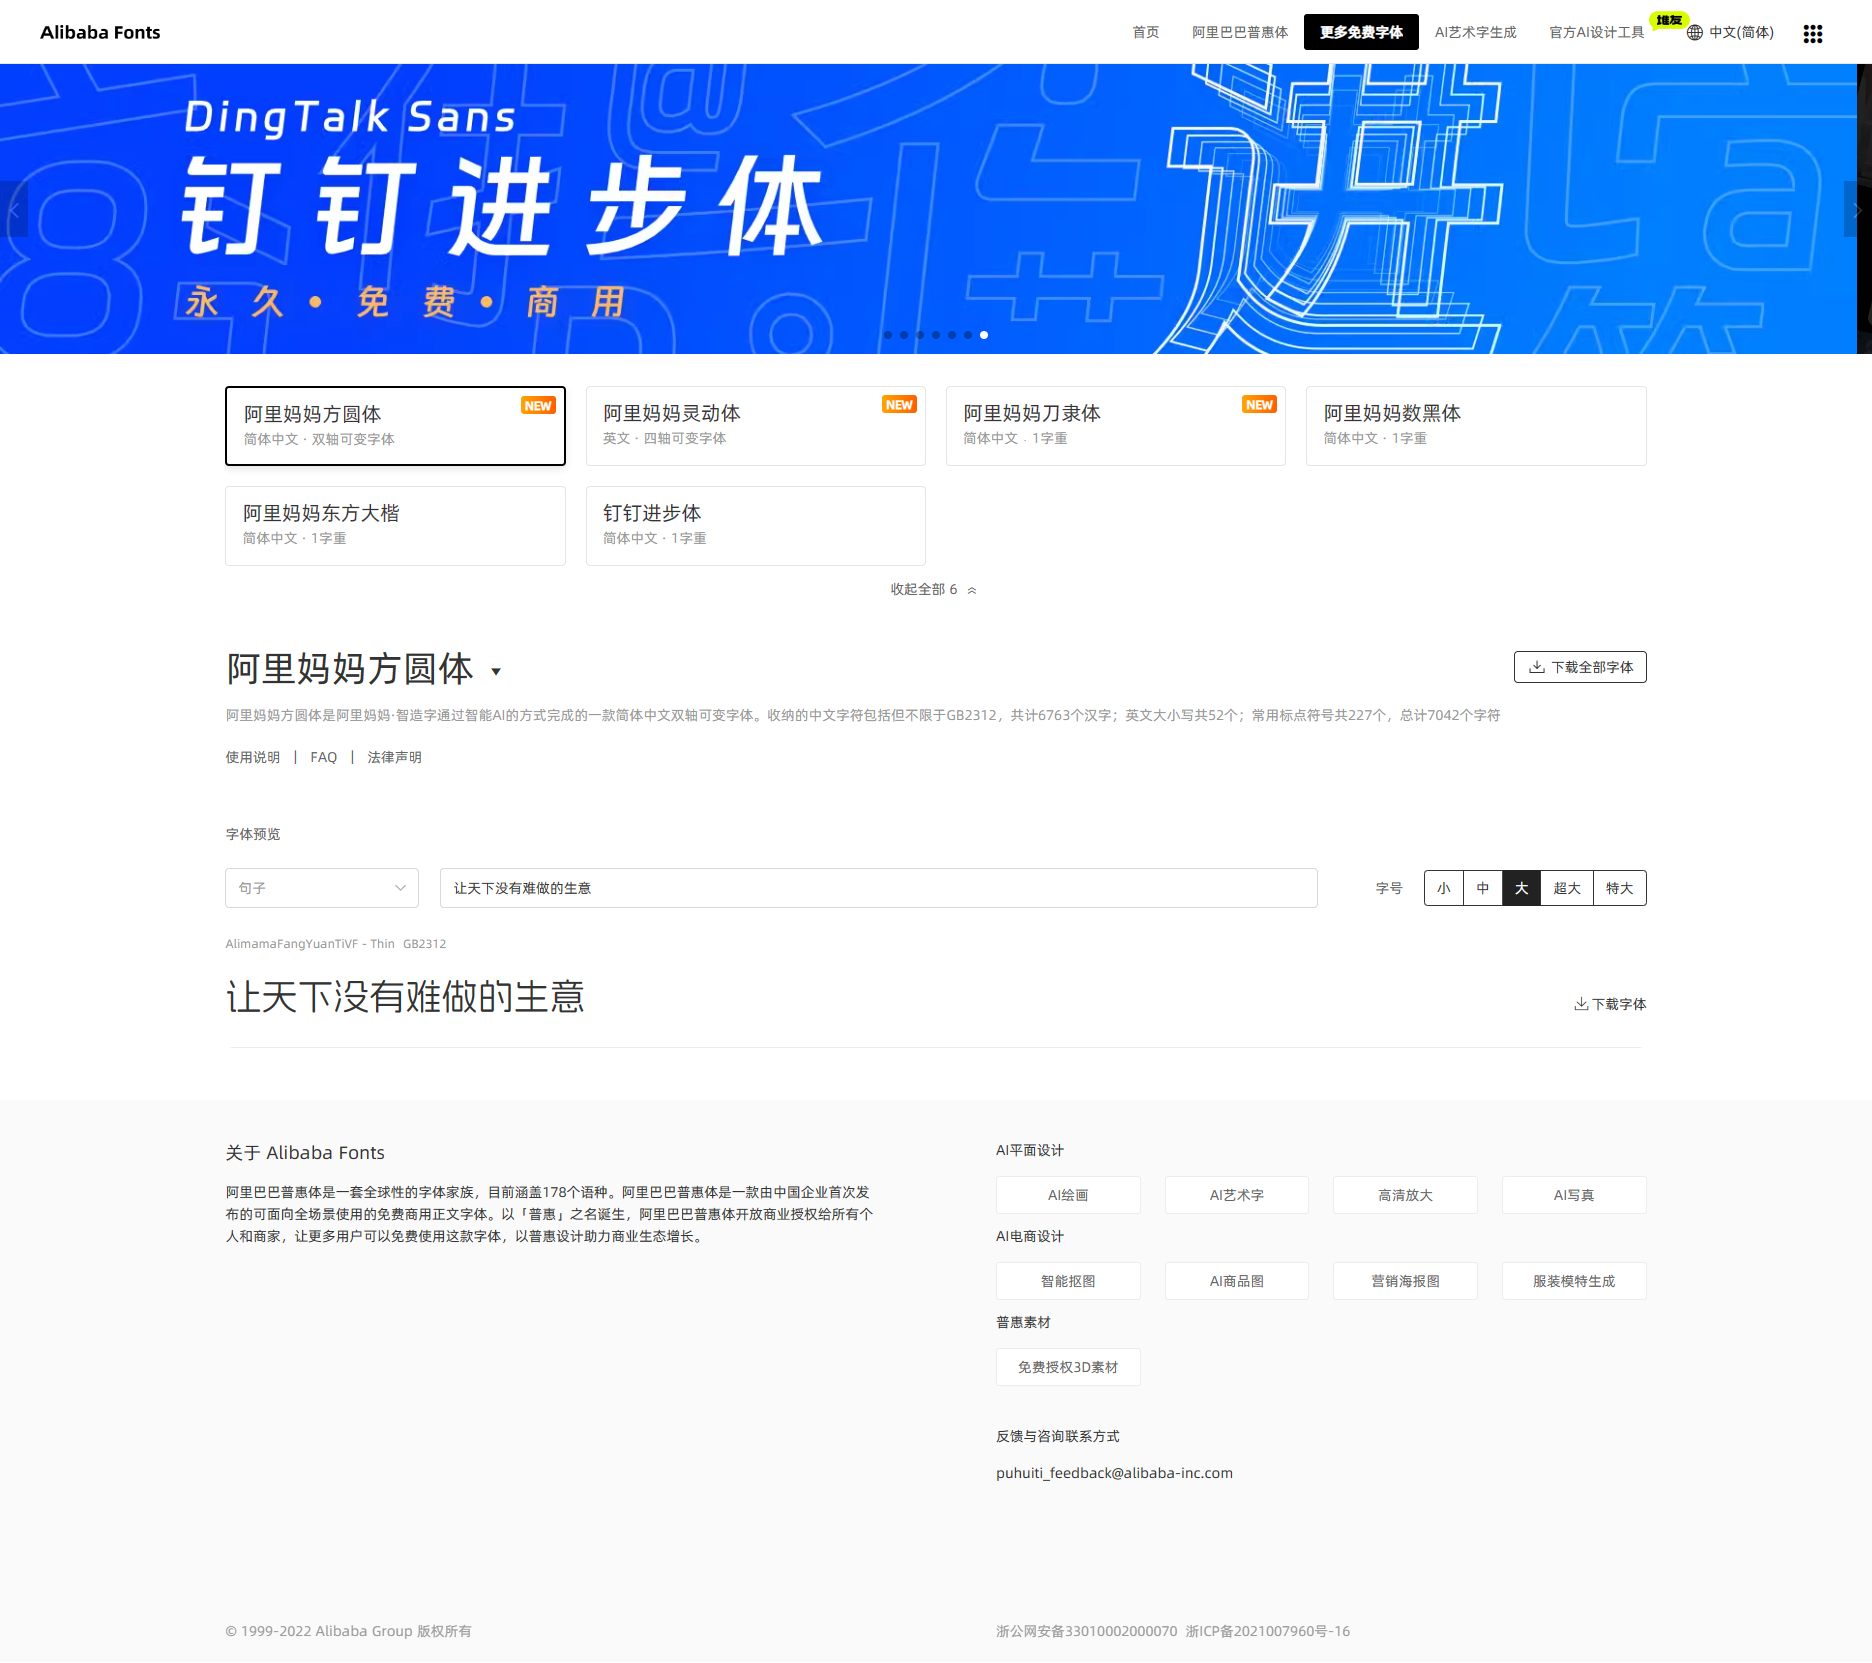 Alibaba Fonts
首页
阿里巴巴普惠体
更多免费字体
AI艺术字生成
官方AI设计工具
堆友
中文(简体)
DingTalk Sans
钉钉进步体
永久•免费•商用
进
阿里妈妈方圆体
NEW
简体中文 · 双轴可变字体
阿里妈妈灵动体
NEW
英文 · 四轴可变字体
阿里妈妈刀隶体
NEW
简体中文 . 1字重
阿里妈妈数黑体
简体中文 · 1字重
阿里妈妈东方大楷
简体中文 · 1字重
钉钉进步体
简体中文 · 1字重
收起全部 6
阿里妈妈方圆体
下载全部字体
阿里妈妈方圆体是阿里妈妈·智造字通过智能AI的方式完成的一款简体中文双轴可变字体。收纳的中文字符包括但不限于GB2312，共计6763个汉字；英文大小写共52个；常用标点符号共227个，总计7042个字符
使用说明 | FAQ | 法律声明
字体预览
句子
让天下没有难做的生意
字号
小
中
大
超大
特大
AlimamaFangYuanTiVF - Thin GB2312
让天下没有难做的生意
下载字体
关于 Alibaba Fonts
阿里巴巴普惠体是一套全球性的字体家族，目前涵盖178个语种。阿里巴巴普惠体是一款由中国企业首次发
布的可面向全场景使用的免费商用正文字体。以「普惠」之名诞生，阿里巴巴普惠体开放商业授权给所有个
人和商家，让更多用户可以免费使用这款字体，以普惠设计助力商业生态增长。
AI平面设计
AI绘画
AI艺术字
高清放大
AI写真
AI电商设计
智能抠图
AI商品图
营销海报图
服装模特生成
普惠素材
免费授权3D素材
反馈与咨询联系方式
puhuiti_feedback@alibaba-inc.com
© 1999-2022 Alibaba Group 版权所有
浙公网安备33010002000070 浙ICP备2021007960号-16